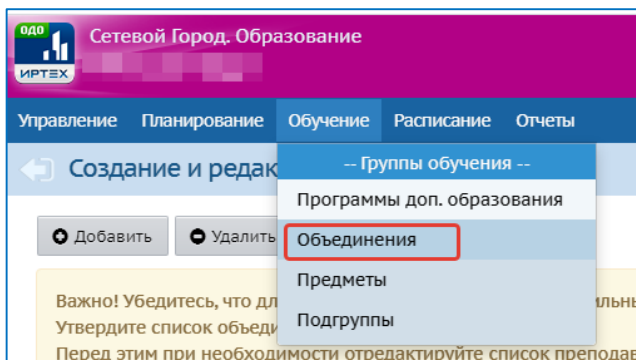 ОДО
ИРТЕХ
Сетевой Город. Образование
Управление Планирование Обучение Расписание Отчеты
Создание и редак
-- Группы обучения --
Программы доп. образования
Добавить Удалить
Объединения
Предметы
Подгруппы
Важно! Убедитесь, что дл
Утвердите список объеди
Перед этим при необходимости отредактируйте список преподав